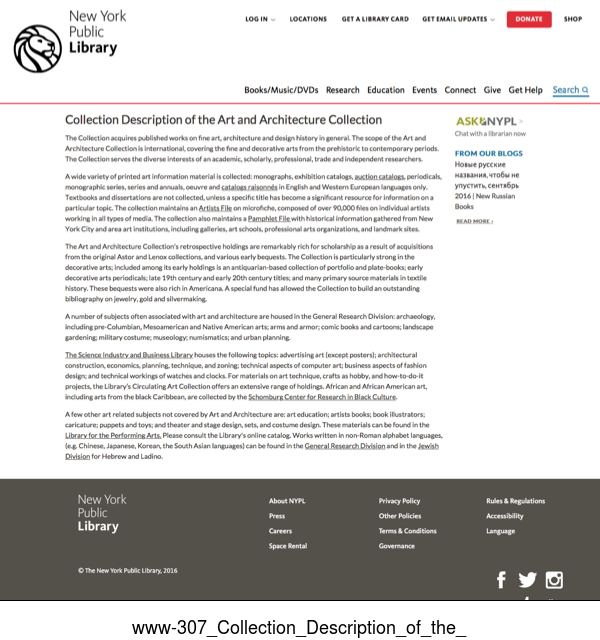 New York
Public
Library
LOG IN
LOCATIONS
GET A LIBRARY CARD
GET EMAIL UPDATES
DONATE
SHOP
Books/Music/DVDs
Research
Education
Events
Connect
Give
Get Help
Search
Collection Description of the Art and Architecture Collection
The Collection acquires published works on fine art, architecture and design history in general. The scope of the Art and
Architecture Collection is international, covering the fine and decorative arts from the prehistoric to contemporary periods.
The Collection serves the diverse interests of an academic, scholarly, professional, trade and independent researchers.
A wide variety of printed art information material is collected: monographs, exhibition catalogs, auction catalogs, periodicals,
monographic series, series and annuals, oeuvre and catalogs raisonnés in English and Western European languages only.
Textbooks and dissertations are not collected, unless a specific title has become a significant resource for information on a
particular topic. The collection maintains an Artists File on microfiche, composed of over 90,000 files on individual artists
working in all types of media. The collection also maintains a Pamphlet File with historical information gathered from New
York City and area art institutions, including galleries, art schools, professional arts organizations, and landmark sites.
The Art and Architecture Collection's retrospective holdings are remarkably rich for scholarship as a result of acquisitions
from the original Astor and Lenox collections, and various early bequests. The Collection is particularly strong in the
decorative arts; included among its early holdings is an antiquarian-based collection of portfolio and plate-books; early
decorative arts periodicals; late 19th century and early 20th century titles; and many primary source materials in textile
history. These bequests were also rich in Americana. A special fund has allowed the Collection to build an outstanding
bibliography on jewelry, gold and silvermaking.
A number of subjects often associated with art and architecture are housed in the General Research Division: archaeology,
including pre-Columbian, Mesoamerican and Native American arts; arms and armor; comic books and cartoons; landscape
gardening; military costume; museology; numismatics; and urban planning.
The Science Industry and Business Library houses the following topics: advertising art (except posters); architectural
construction, economics, planning, technique, and zoning; technical aspects of computer art; business aspects of fashion
design; and technical workings of watches and clocks. For materials on art technique, crafts as hobby, and how-to-do-it
projects, the Library's Circulating Art Collection offers an extensive range of holdings. African and African American art,
including arts from the black Caribbean, are collected by the Schomburg Center for Research in Black Culture.
A few other art related subjects not covered by Art and Architecture are: art education; artists books; book illustrators;
caricature; puppets and toys; and theater and stage design, sets, and costume design. These materials can be found in the
Library for the Performing Arts. Please consult the Library's online catalog. Works written in non-Roman alphabet languages,
(e.g. Chinese, Japanese, Korean, the South Asian languages) can be found in the General Research Division and in the Jewish
Division for Hebrew and Ladino.
ASK NYPL >
Chat with a librarian now
FROM OUR BLOGS
Новые русские
названия, чтобы не
упустить, сентябрь
2016 | New Russian
Books
READ MORE ›
New York
Public
Library
About NYPL
Press
Careers
Space Rental
Privacy Policy
Other Policies
Terms & Conditions
Governance
Rules & Regulations
Accessibility
Language
© The New York Public Library, 2016
www-307_Collection_Description_of_the_